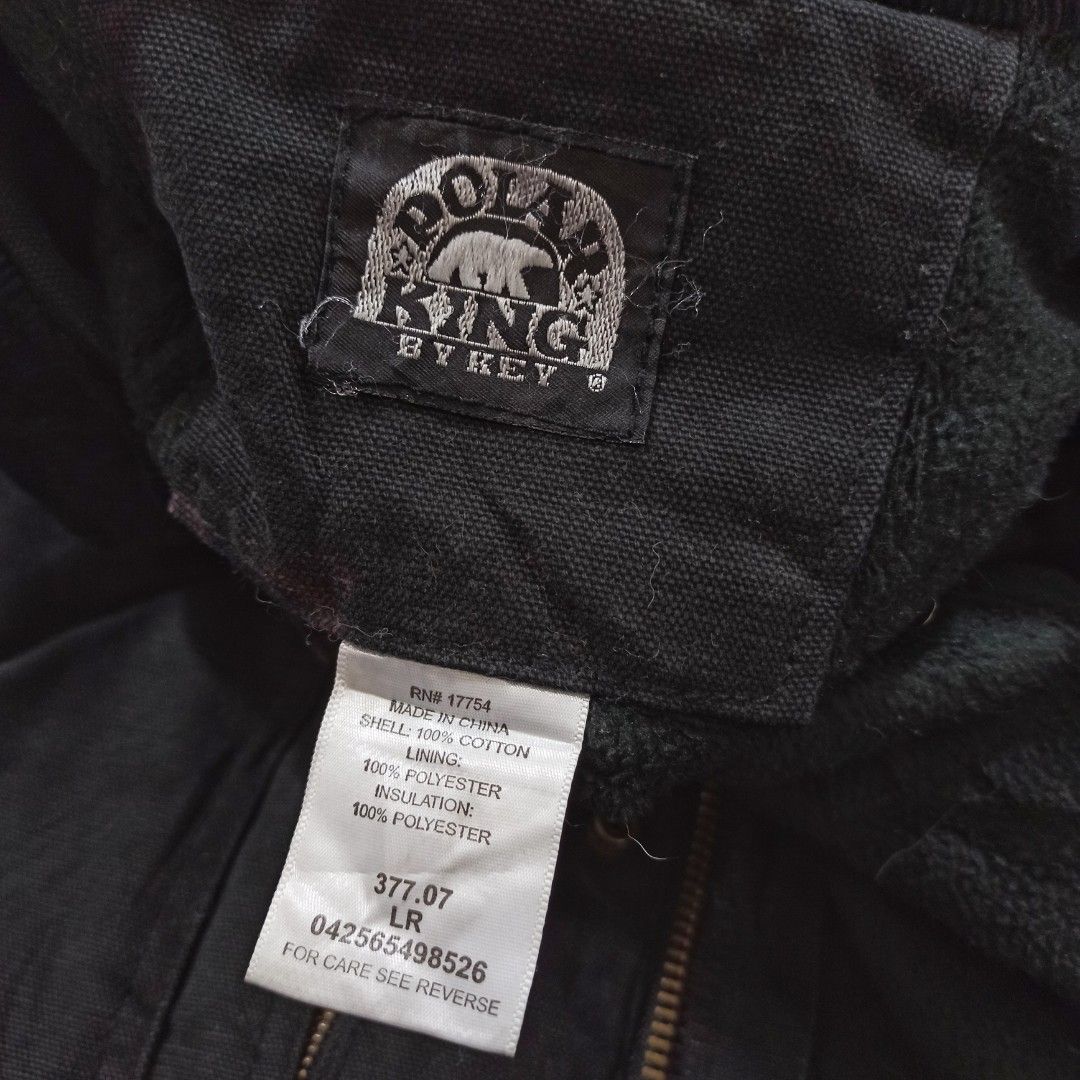 POLAR
KING
BY KEY ®
RN# 17754
MADE IN CHINA
SHELL: 100% COTTON
LINING:
100% POLYESTER
INSULATION:
100% POLYESTER
377.07
LR
042565498526
FOR CARE SEE REVERSE